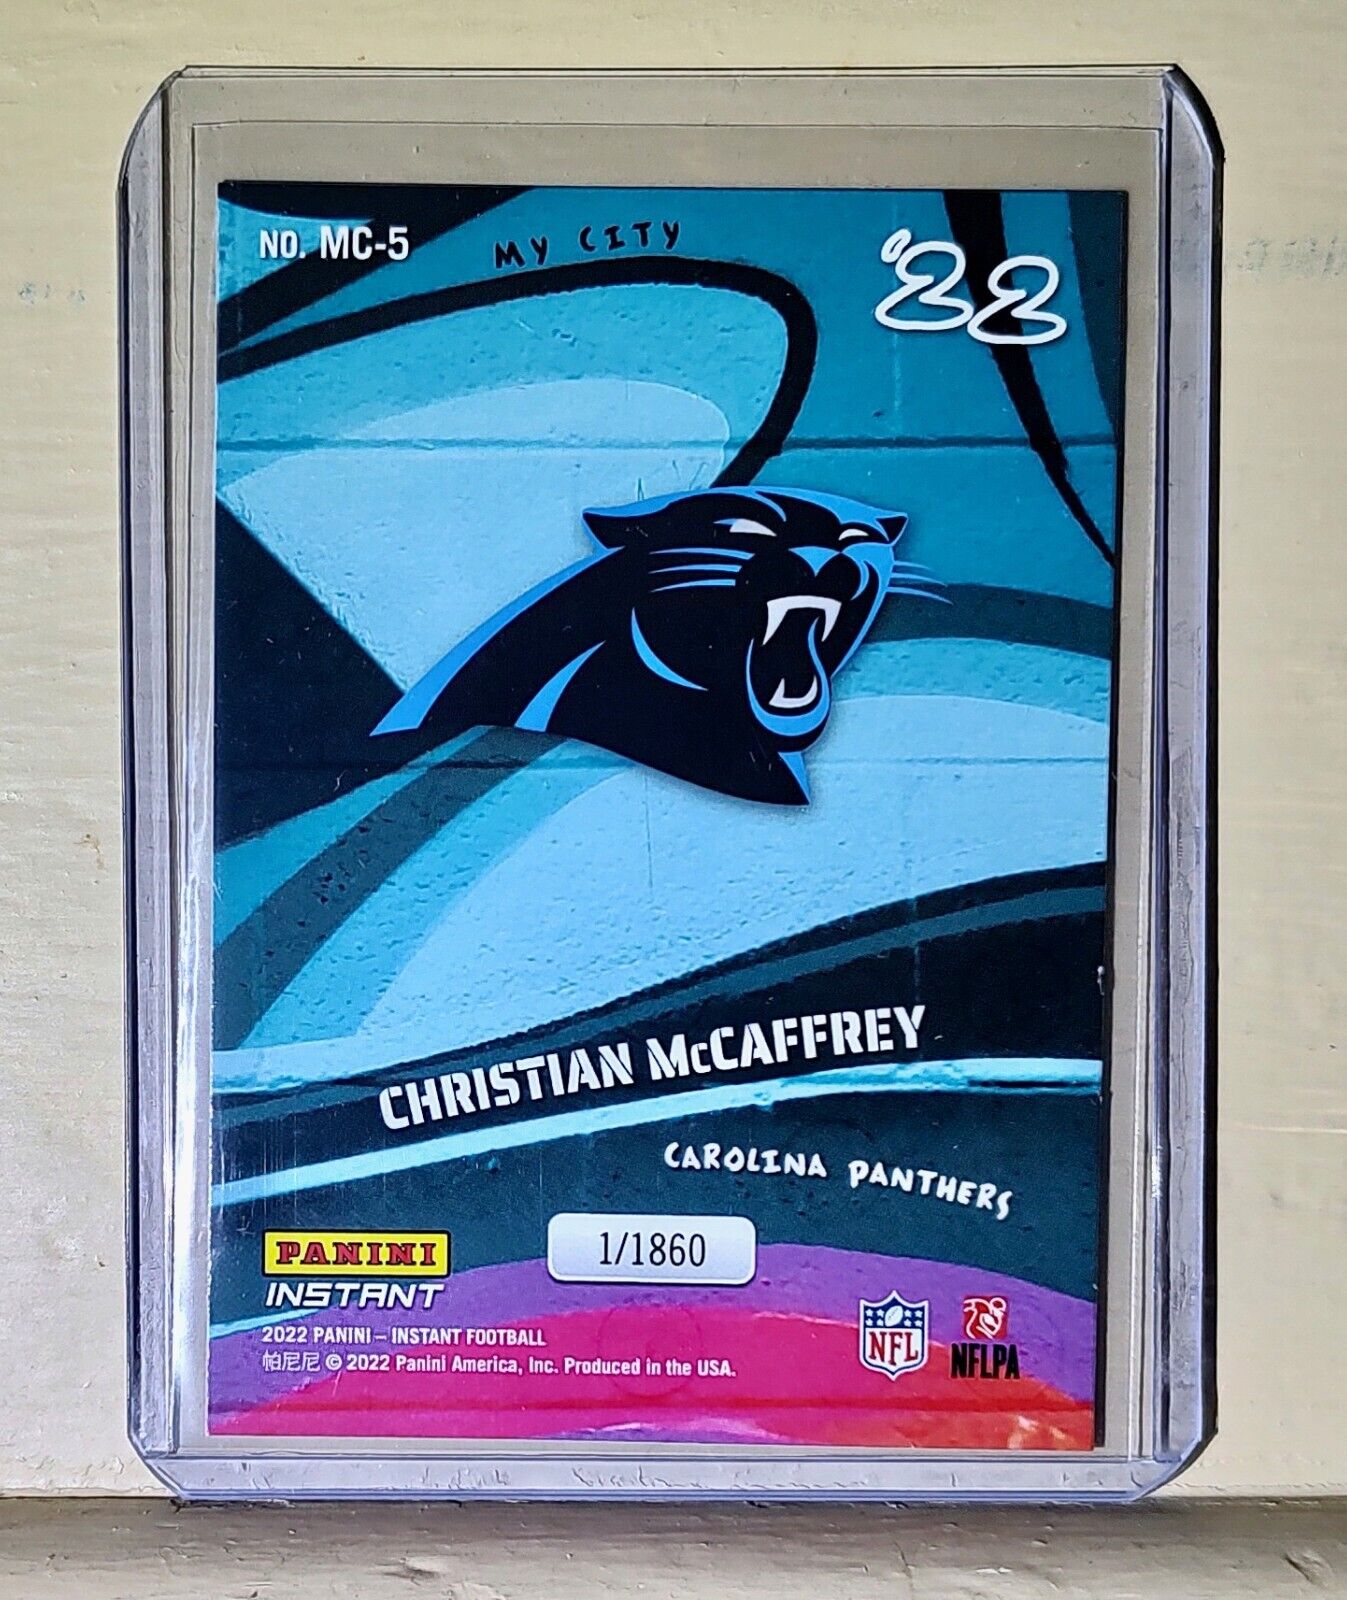 NO. MC-5
MY CITY
'22
CHRISTIAN McCAFFREY
CAROLINA PANTHERS
1/1860
PANINI
INSTANT
2022 PANINI – INSTANT FOOTBALL
帕尼尼 © 2022 Panini America, Inc. Produced in the USA.
NFL
NFLPA